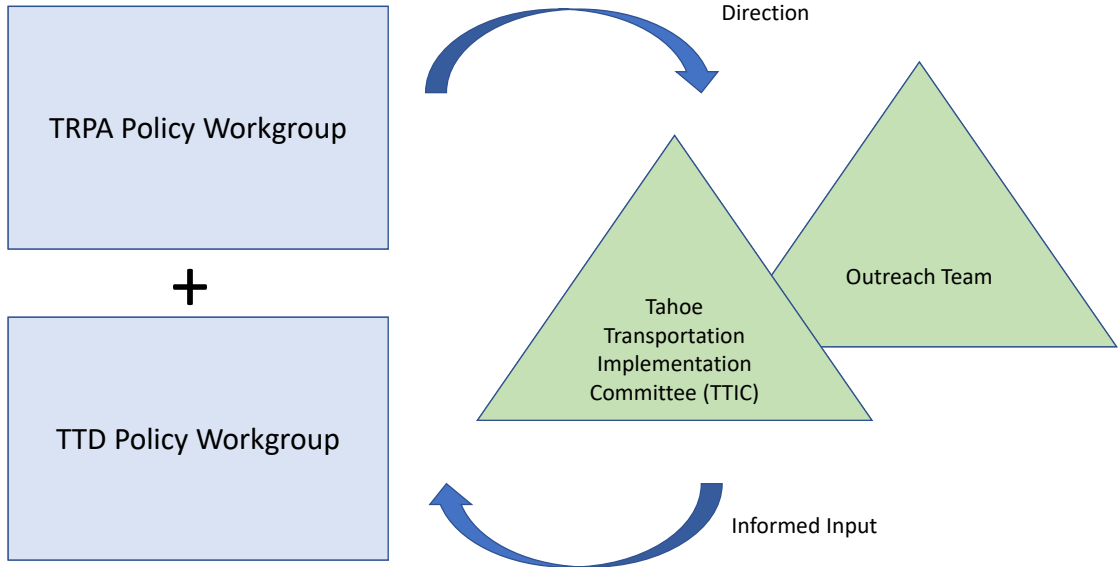 Direction
TRPA Policy Workgroup
+
Outreach Team
Tahoe
Transportation
Implementation
Committee (TTIC)
TTD Policy Workgroup
Informed Input